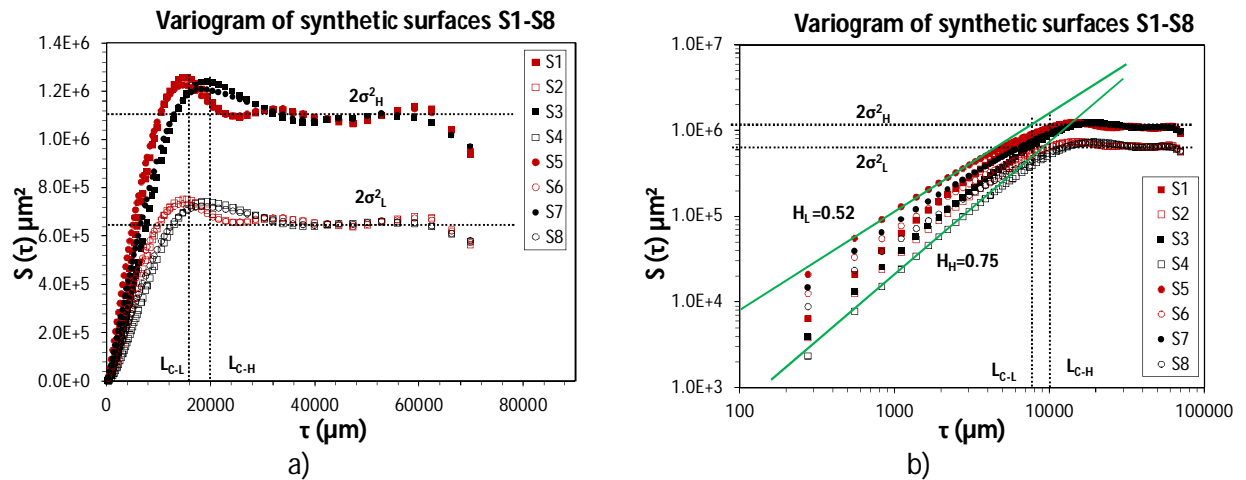 Variogram of synthetic surfaces S1-S8
S (τ) µm²
1.4E+6
1.2E+6
1.0E+6
8.0E+5
6.0E+5
4.0E+5
2.0E+5
0.0E+0
2σ²H
2σ²L
LC-L
LC-H
S1
S2
S3
S4
S5
S6
S7
S8
0 20000 40000 60000 80000
τ (µm)
a)
Variogram of synthetic surfaces S1-S8
S (τ) µm²
1.0E+7
1.0E+6
1.0E+5
1.0E+4
1.0E+3
2σ²H
2σ²L
HL=0.52
HH=0.75
LC-L
LC-H
S1
S2
S3
S4
S5
S6
S7
S8
100 1000 10000 100000
τ (µm)
b)